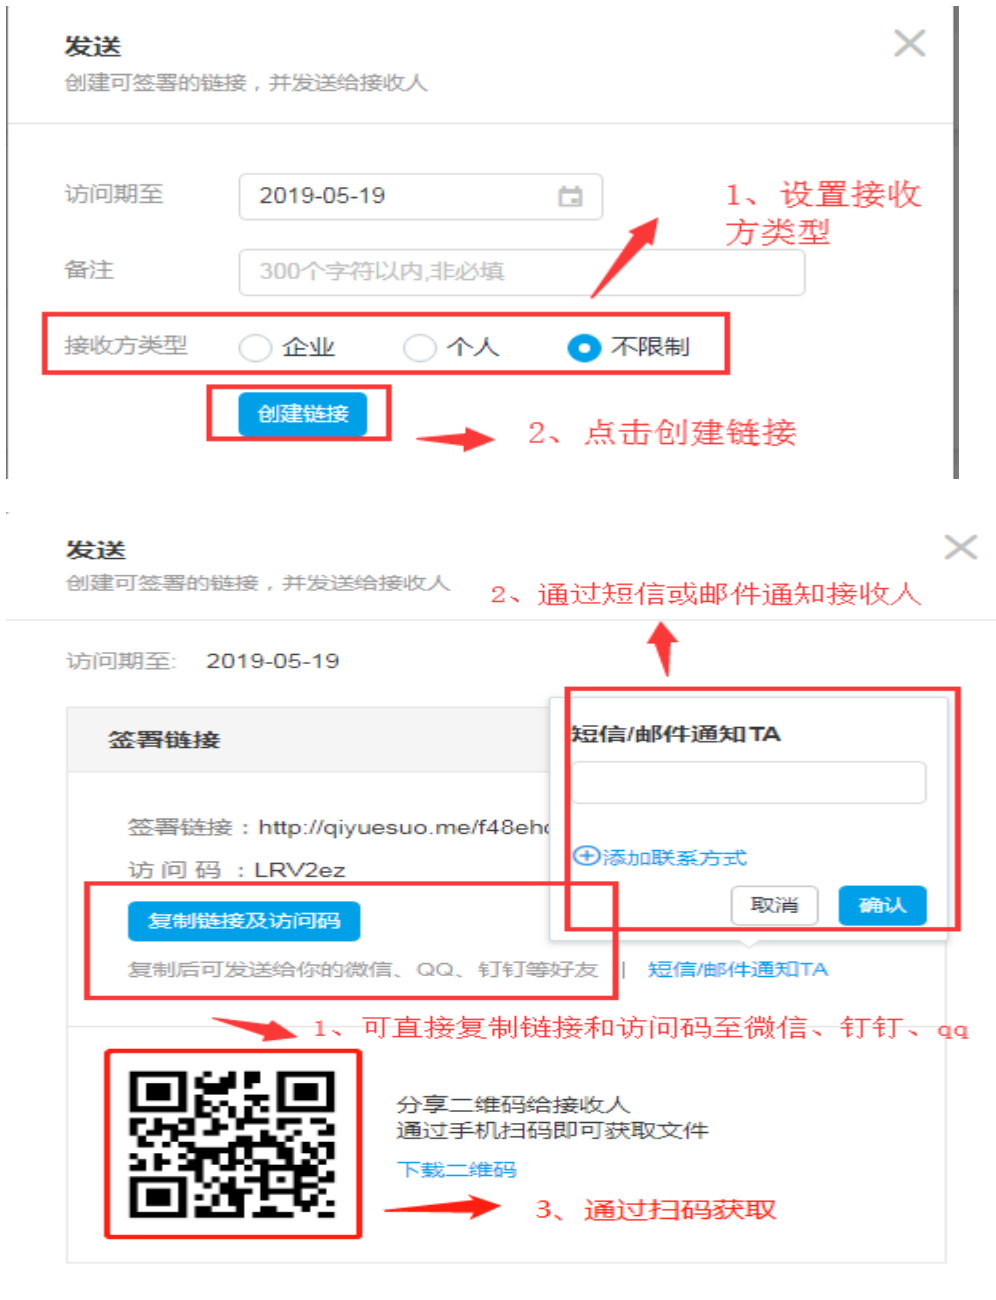 发送
创建可签署的链接，并发送给接收人
访问期至 2019-05-19
1、设置接收
方类型
备注 300个字符以内,非必填
接收方类型 企业 个人 不限制
创建链接
2、点击创建链接
发送
创建可签署的链接，并发送给接收人
2、通过短信或邮件通知接收人
访问期至: 2019-05-19
签署链接
短信/邮件通知TA
签署链接：http://qiyuesuo.me/f48eh
添加联系方式
访 问 码 ：LRV2ez
取消 确认
复制链接及访问码
复制后可发送给你的微信、QQ、钉钉等好友 | 短信/邮件通知TA
1、可直接复制链接和访问码至微信、钉钉、qq
分享二维码给接收人
通过手机扫码即可获取文件
下载二维码
3、通过扫码获取